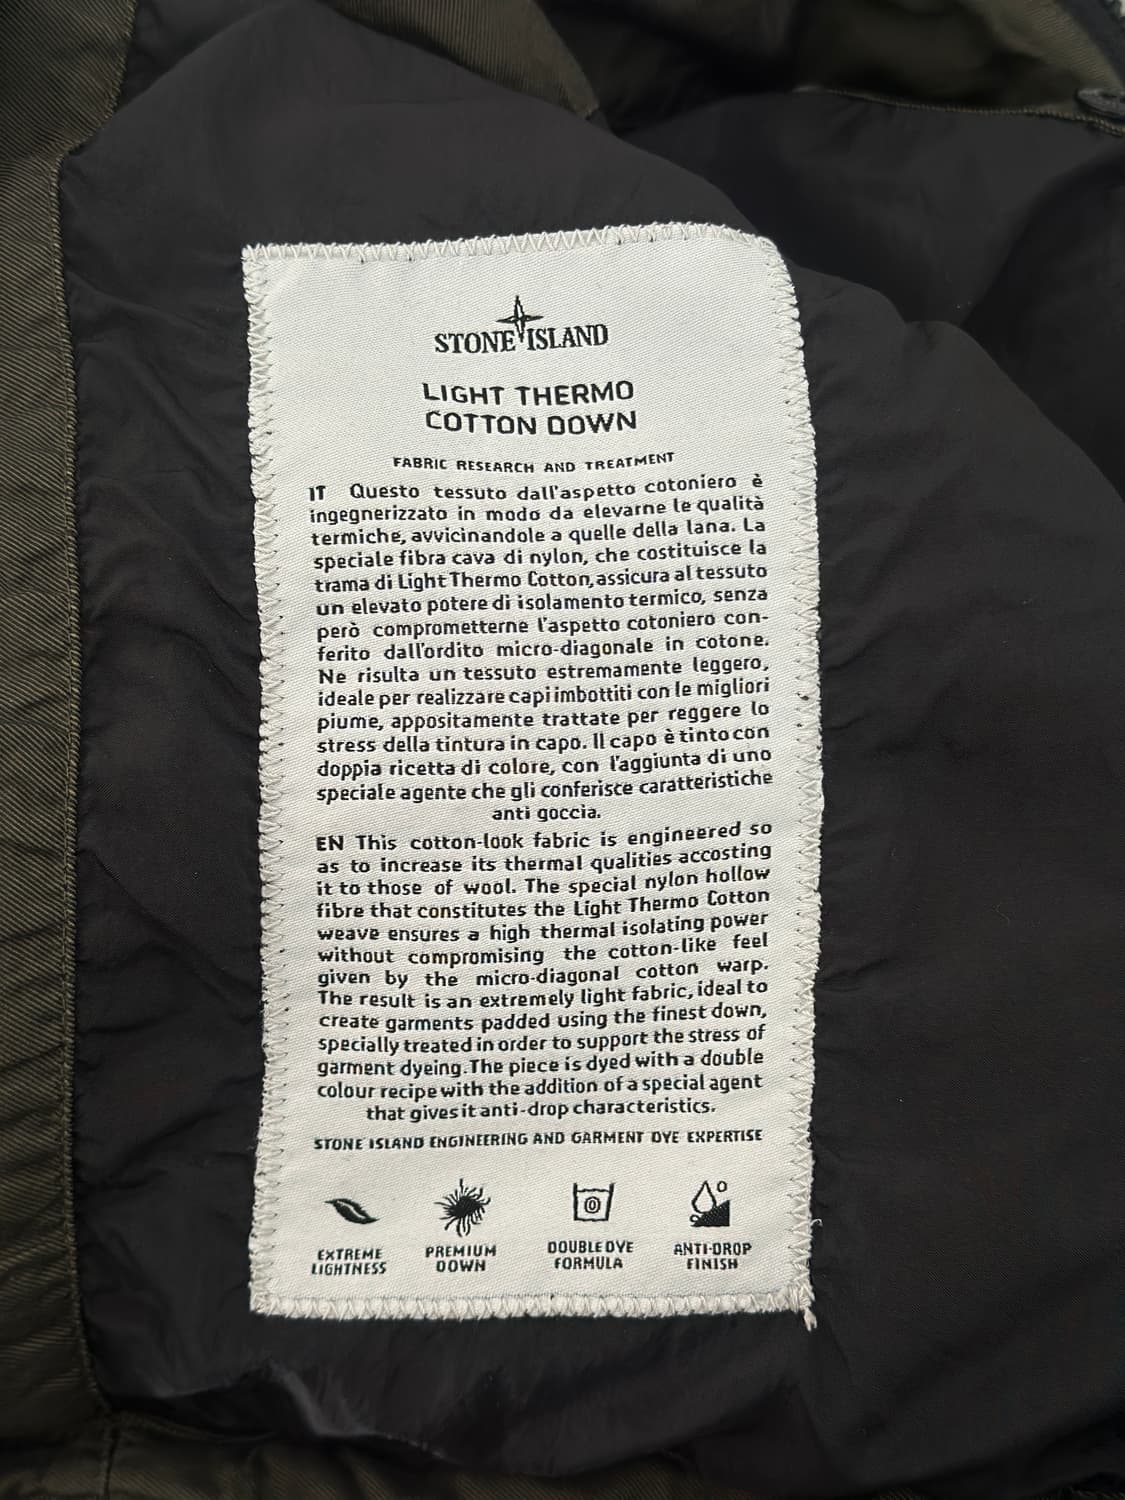 STONE ISLAND
LIGHT THERMO
COTTON DOWN
FABRIC RESEARCH AND TREATMENT
IT Questo tessuto dall'aspetto cotoniero è
ingegnerizzato in modo da elevarne le qualità
termiche, avvicinandole a quelle della lana. La
speciale fibra cava di nylon, che costituisce la
trama di Light Thermo Cotton, assicura al tessuto
un elevato potere di isolamento termico, senza
però comprometterne l'aspetto cotoniero con-
ferito dall'ordito micro-diagonale in cotone.
Ne risulta un tessuto estremamente leggero,
ideale per realizzare capi imbottiti con le migliori
piume, appositamente trattate per reggere lo
stress della tintura in capo. Il capo è tinto con
doppia ricetta di colore, con l'aggiunta di uno
speciale agente che gli conferisce caratteristiche
anti goccia.
EN This cotton-look fabric is engineered so
as to increase its thermal qualities accosting
it to those of wool. The special nylon hollow
fibre that constitutes the Light Thermo Cotton
weave ensures a high thermal isolating power
without compromising the cotton-like feel
given by the micro-diagonal cotton warp.
The result is an extremely light fabric, ideal to
create garments padded using the finest down,
specially treated in order to support the stress of
garment dyeing. The piece is dyed with a double
colour recipe with the addition of a special agent
that gives it anti-drop characteristics.
STONE ISLAND ENGINEERING AND GARMENT DYE EXPERTISE
EXTREME
LIGHTNESS
PREMIUM
DOWN
DOUBLE DYE
FORMULA
ANTI-DROP
FINISH